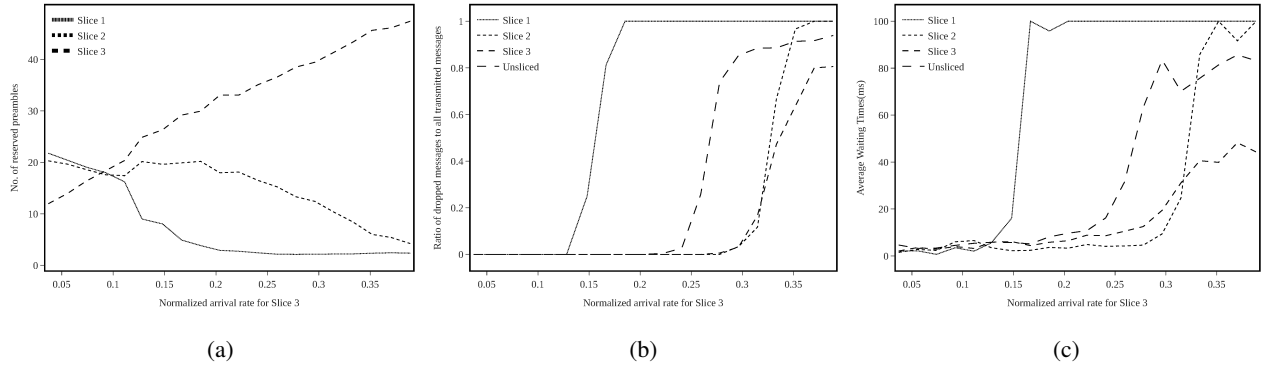 Slice 1
Slice 2
Slice 3
No. of reserved preambles
40
30
20
10
0
0.05
0.1
0.15
0.2
0.25
0.3
0.35
Normalized arrival rate for Slice 3
(a)
Slice 1
Slice 2
Slice 3
Unsliced
Ratio of dropped messages to all transmitted messages
1
0.8
0.6
0.4
0.2
0
0.05
0.1
0.15
0.2
0.25
0.3
0.35
Normalized arrival rate for Slice 3
(b)
Slice 1
Slice 2
Slice 3
Unsliced
Average Waiting Times(ms)
100
80
60
40
20
0
0.05
0.1
0.15
0.2
0.25
0.3
0.35
Normalized arrival rate for Slice 3
(c)